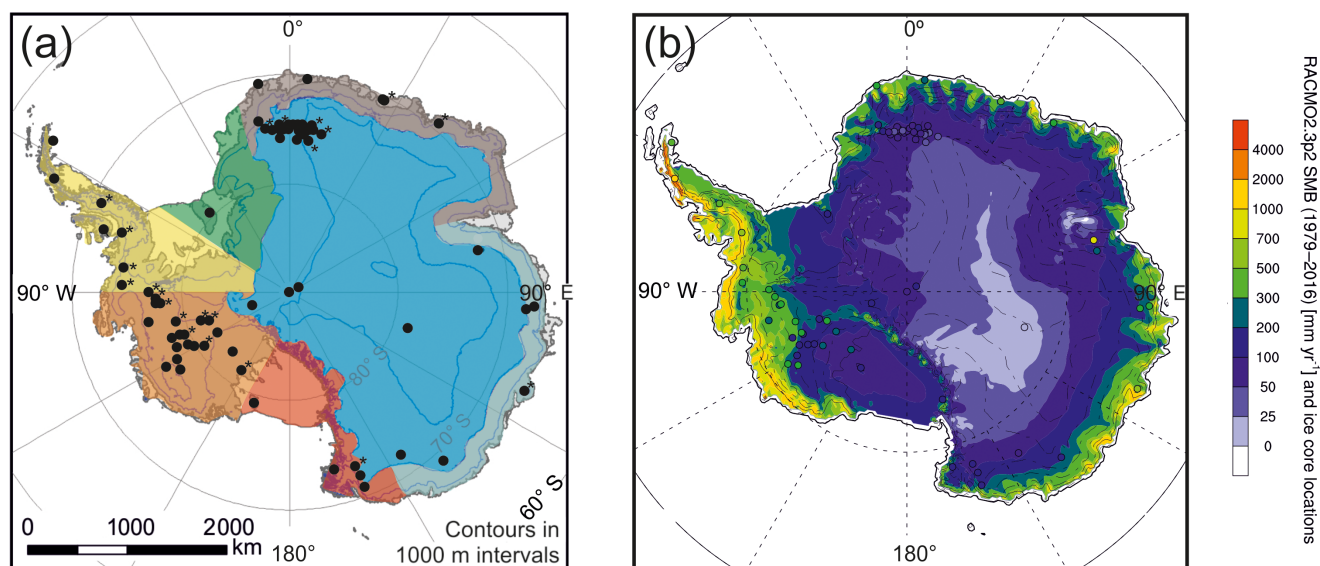 (a)
0°
90° W
90° E
80° S
70° S
60° S
0 1000 2000
km
180°
Contours in
1000 m intervals
(b)
0°
90° W
90° E
180°
4000
2000
1000
700
500
300
200
100
50
25
0
RACMO2.3p2 SMB (1979–2016) [mm yr⁻¹] and ice core locations